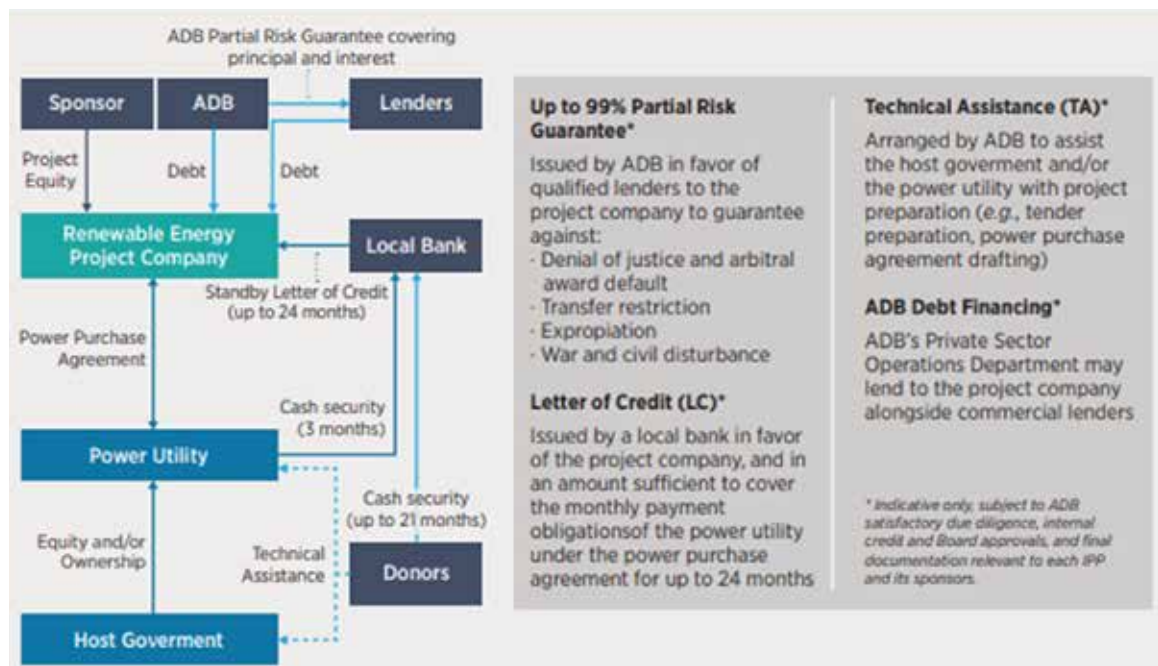 ADB Partial Risk Guarantee covering
principal and interest
Sponsor
ADB
Lenders
Project
Equity
Debt
Debt
Renewable Energy
Project Company
Local Bank
Standby Letter of Credit
(up to 24 months)
Power Purchase
Agreement
Cash security
(3 months)
Power Utility
Cash security
(up to 21 months)
Equity and/or
Ownership
Technical
Assistance
Donors
Host Goverment
Up to 99% Partial Risk
Guarantee*
Issued by ADB in favor of
qualified lenders to the
project company to guarantee
against:
- Denial of justice and arbitral
award default
- Transfer restriction
- Expropiation
- War and civil disturbance
Letter of Credit (LC)*
Issued by a local bank in favor
of the project company, and in
an amount sufficient to cover
the monthly payment
obligationsof the power utility
under the power purchase
agreement for up to 24 months
Technical Assistance (TA)*
Arranged by ADB to assist
the host goverment and/or
the power utility with project
preparation (e.g., tender
preparation, power purchase
agreement drafting)
ADB Debt Financing*
ADB's Private Sector
Operations Department may
lend to the project company
alongside commercial lenders
* Indicative only, subject to ADB
satisfactory due diligence, internal
credit and Board approvals, and final
documentation relevant to each IPP
and its sponsors.